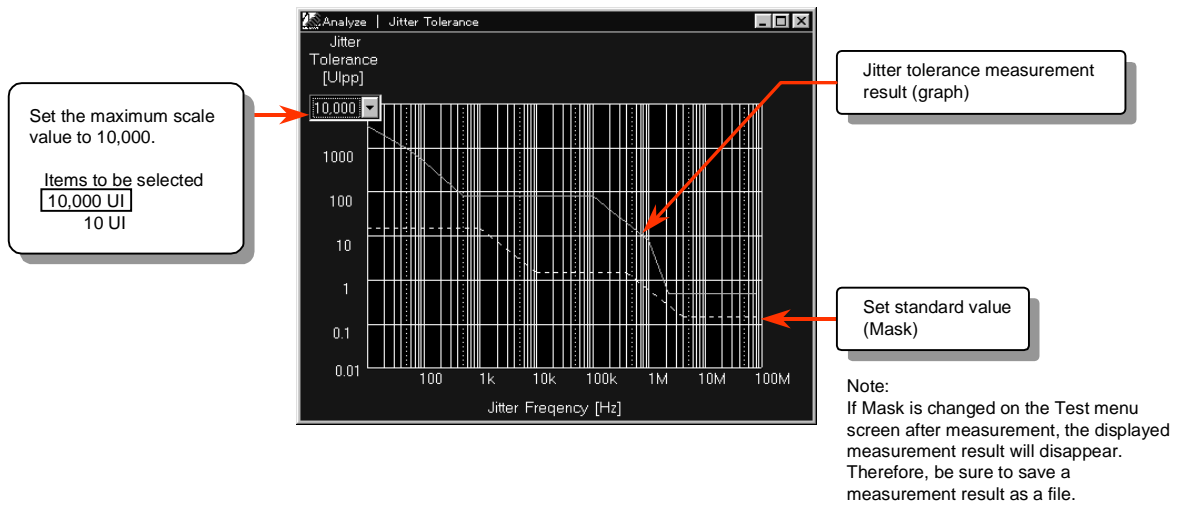 Analyze | Jitter Tolerance
Jitter
Tolerance
[UIpp]
10,000
1000
100
10
1
0.1
0.01
100 1k 10k 100k 1M 10M 100M
Jitter Freqency [Hz]
Set the maximum scale
value to 10,000.
Items to be selected
10,000 UI
10 UI
Jitter tolerance measurement
result (graph)
Set standard value
(Mask)
Note:
If Mask is changed on the Test menu
screen after measurement, the displayed
measurement result will disappear.
Therefore, be sure to save a
measurement result as a file.